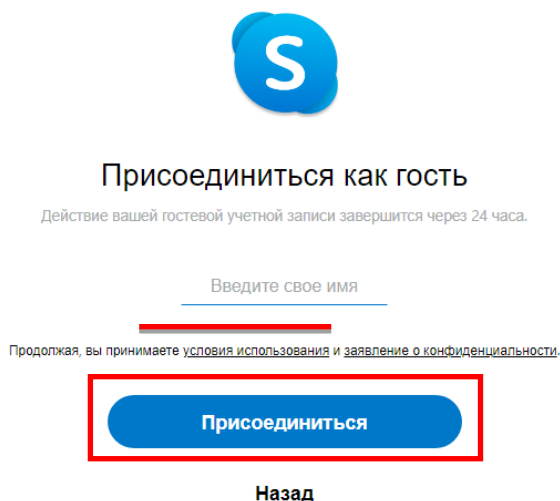 S
Присоединиться как гость
Действие вашей гостевой учетной записи завершится через 24 часа.
Введите свое имя
Продолжая, вы принимаете условия использования и заявление о конфиденциальности.
Присоединиться
Назад